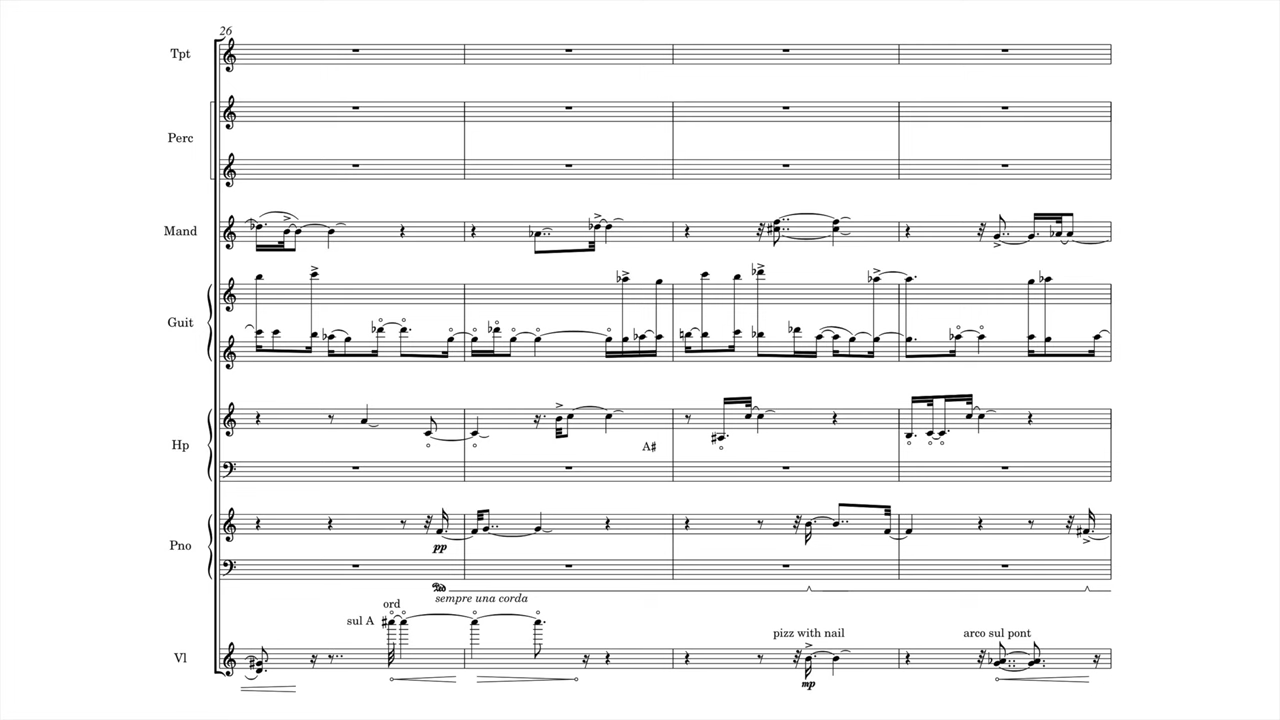 26
Tpt
Perc
Mand
Guit
Hp
A♯
Pno
pp
sempre una corda
ord
sul A
pizz with nail
arco sul pont
Vl
mp